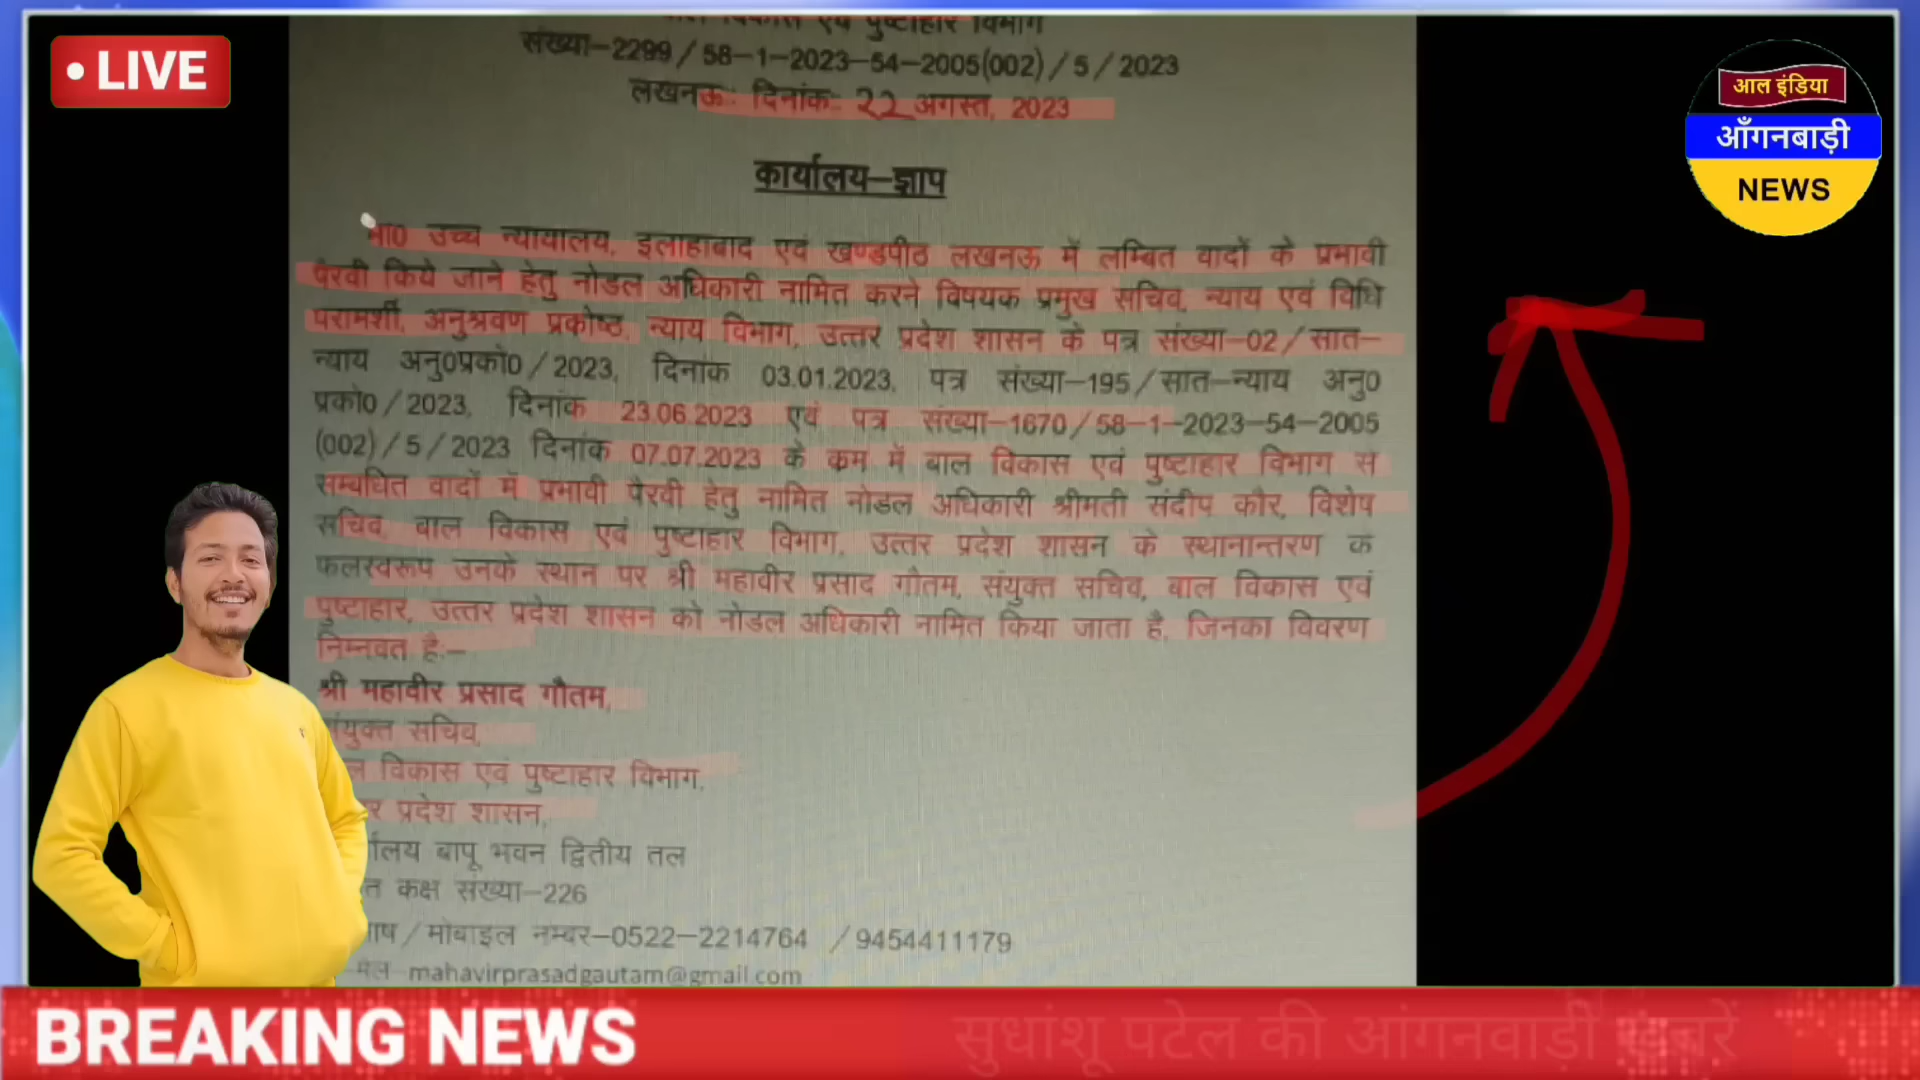 बाल विकास एवं पुष्टाहार विभाग
संख्या-2299/58-1-2023-54-2005(002)/5/2023
लखनऊः दिनांकः 22 अगस्त, 2023
• LIVE
आल इंडिया
आँगनबाड़ी
NEWS
कार्यालय-ज्ञाप
मा0 उच्च न्यायालय, इलाहाबाद एवं खण्डपीठ लखनऊ में लम्बित वादों के प्रभावी
पैरवी किये जाने हेतु नोडल अधिकारी नामित करने विषयक प्रमुख सचिव, न्याय एवं विधि
परामर्शी, अनुश्रवण प्रकोष्ठ, न्याय विभाग, उत्तर प्रदेश शासन के पत्र संख्या-02/सात-
न्याय अनु0प्रको0/2023, दिनांक 03.01.2023, पत्र संख्या-195/सात-न्याय अनु0
प्रको0/2023, दिनांक 23.06.2023 एवं पत्र संख्या-1670/58-1-2023-54-2005
(002)/5/2023 दिनांक 07.07.2023 के क्रम में बाल विकास एवं पुष्टाहार विभाग से
सम्बधित वादों में प्रभावी पैरवी हेतु नामित नोडल अधिकारी श्रीमती संदीप कौर, विशेष
सचिव, बाल विकास एवं पुष्टाहार विभाग, उत्तर प्रदेश शासन के स्थानान्तरण के
फलस्वरूप उनके स्थान पर श्री महावीर प्रसाद गौतम, संयुक्त सचिव, बाल विकास एवं
पुष्टाहार, उत्तर प्रदेश शासन को नोडल अधिकारी नामित किया जाता है, जिनका विवरण
निम्नवत है:-
श्री महावीर प्रसाद गौतम,
संयुक्त सचिव,
विकास एवं पुष्टाहार विभाग,
प्रदेश शासन,
बापू भवन द्वितीय तल
कक्ष संख्या-226
/मोबाइल नम्बर-0522-2214764 /9454411179
मेल mahavirprasadgautam@gmail.com
BREAKING NEWS
सुधांशू पटेल की आंगनवाड़ी खबरें